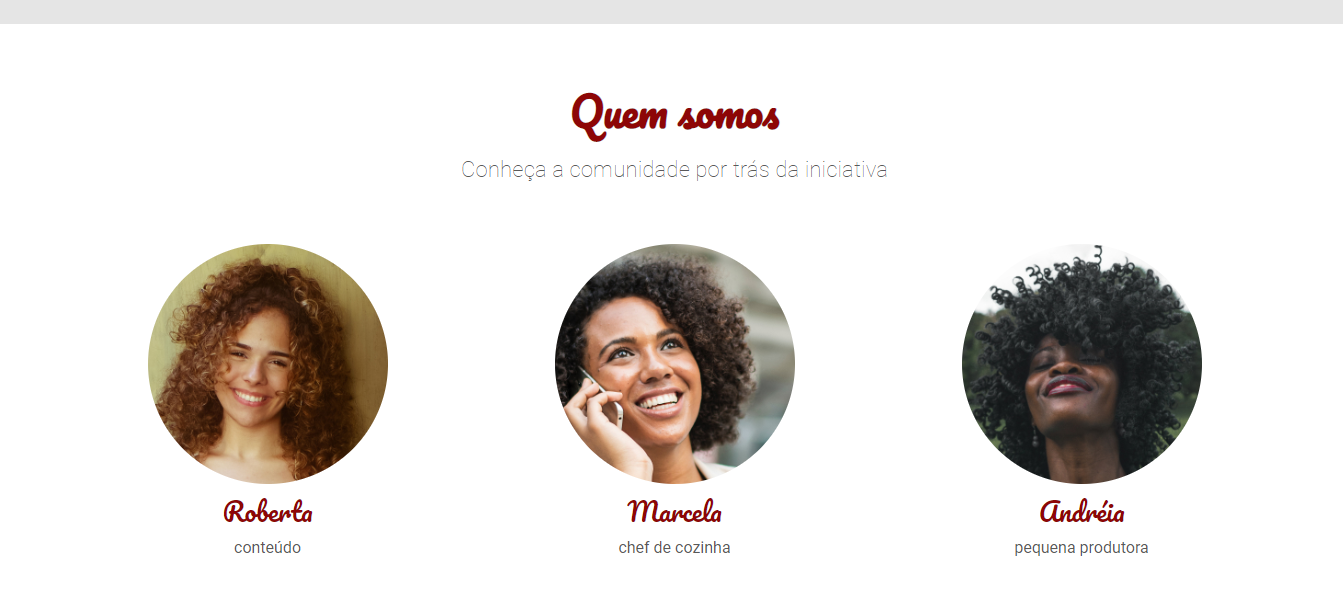 Quem somos
Conheça a comunidade por trás da iniciativa
Roberta
conteúdo
Marcela
chef de cozinha
Andréia
pequena produtora